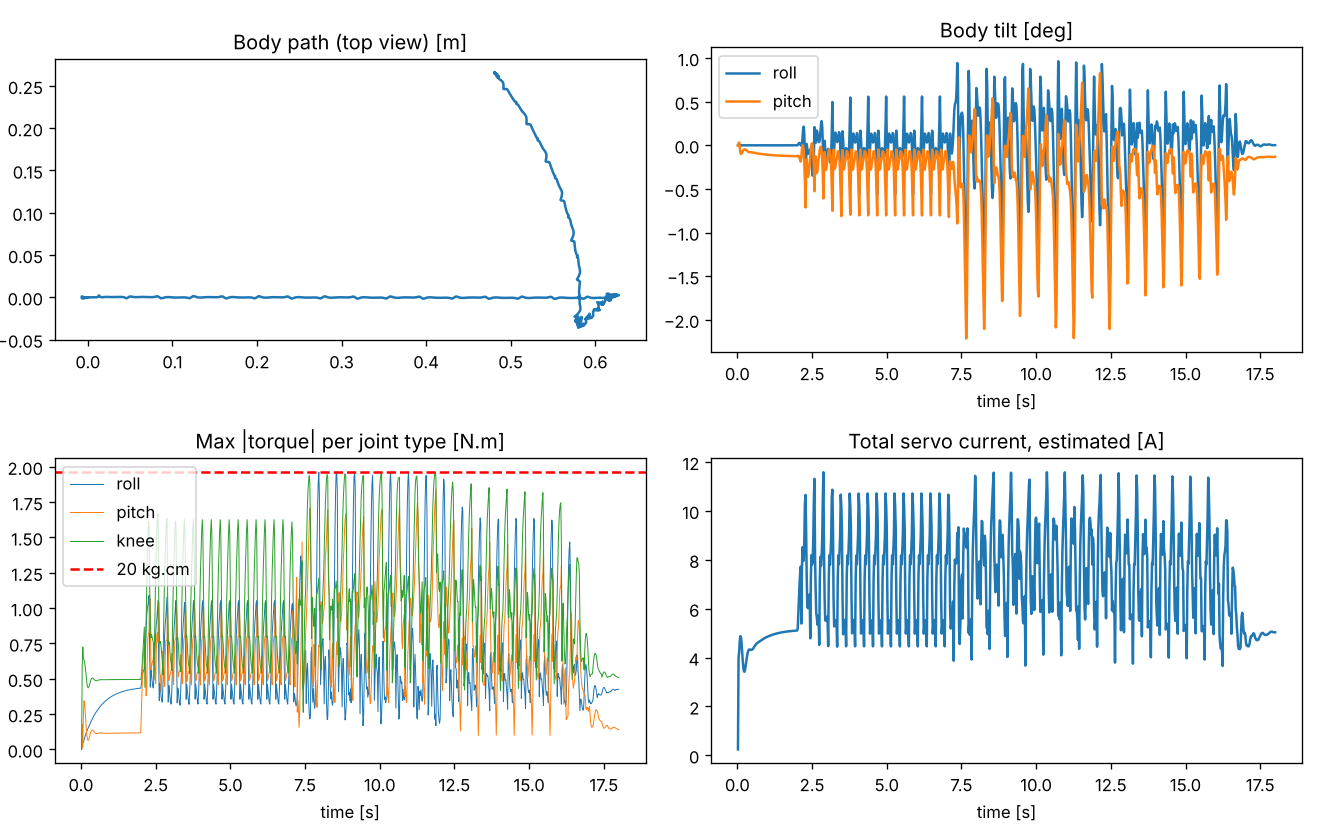 Body path (top view) [m]
0.25
0.20
0.15
0.10
0.05
0.00
−0.05
0.0 0.1 0.2 0.3 0.4 0.5 0.6
Body tilt [deg]
roll
pitch
1.0
0.5
0.0
−0.5
−1.0
−1.5
−2.0
0.0 2.5 5.0 7.5 10.0 12.5 15.0 17.5
time [s]
Max |torque| per joint type [N.m]
roll
pitch
knee
20 kg.cm
2.00
1.75
1.50
1.25
1.00
0.75
0.50
0.25
0.00
0.0 2.5 5.0 7.5 10.0 12.5 15.0 17.5
time [s]
Total servo current, estimated [A]
12
10
8
6
4
2
0
0.0 2.5 5.0 7.5 10.0 12.5 15.0 17.5
time [s]